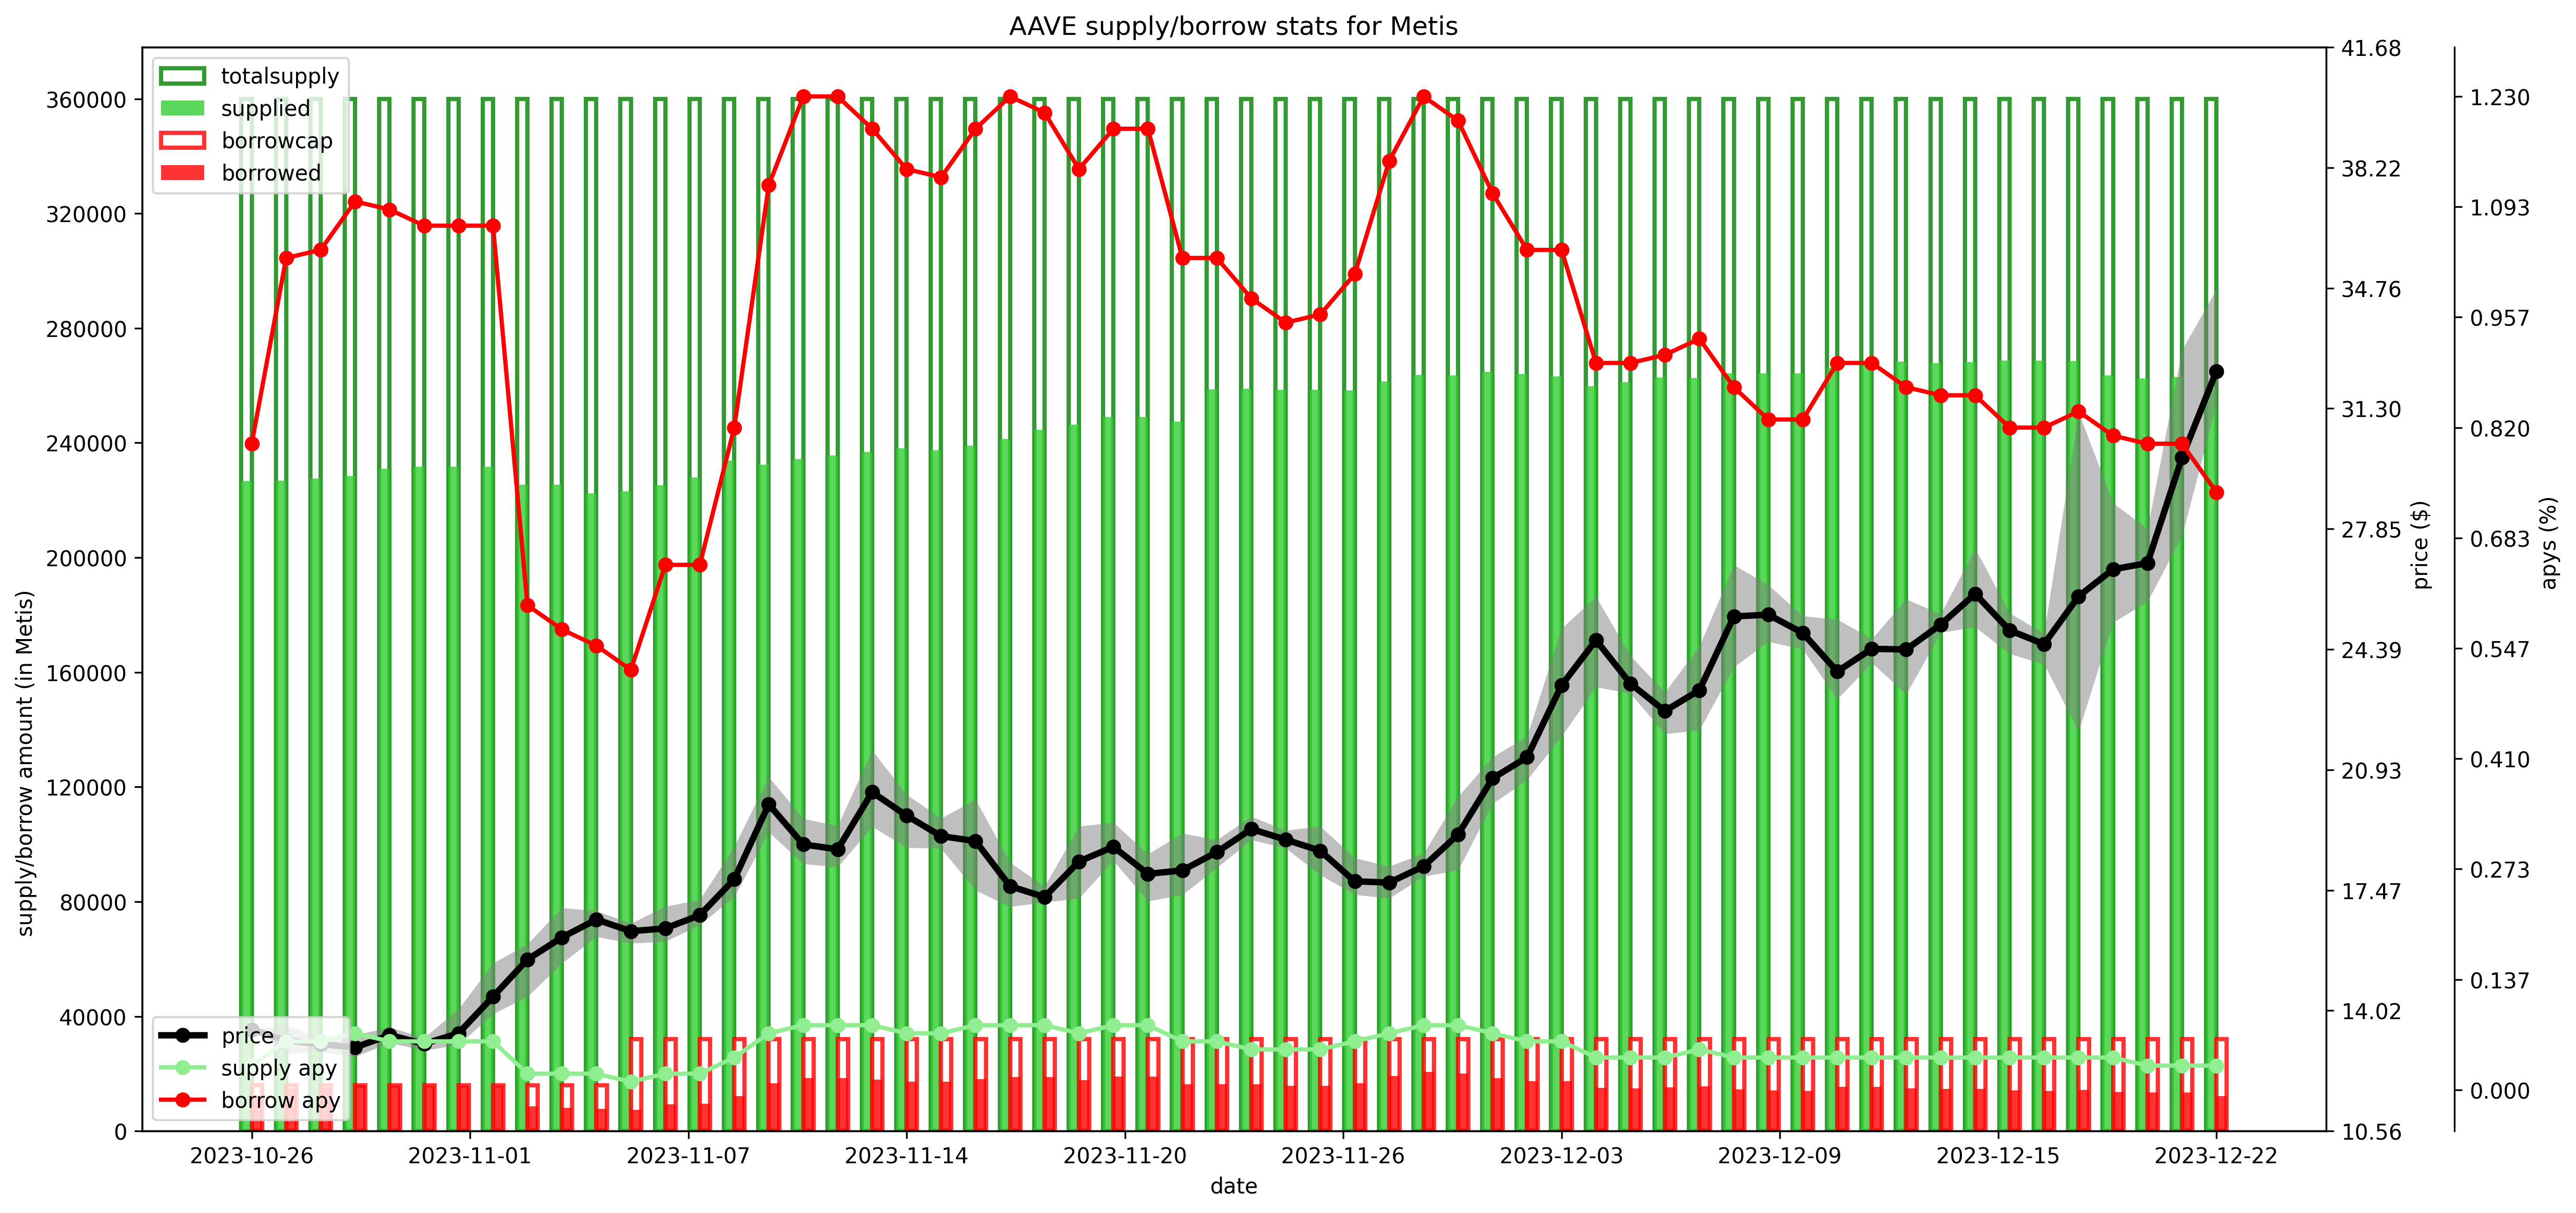 AAVE supply/borrow stats for Metis
totalsupply
supplied
borrowcap
borrowed
price
supply apy
borrow apy
supply/borrow amount (in Metis)
360000
320000
280000
240000
200000
160000
120000
80000
40000
0
41.68
38.22
34.76
31.30
27.85
24.39
20.93
17.47
14.02
10.56
price ($)
1.230
1.093
0.957
0.820
0.683
0.547
0.410
0.273
0.137
0.000
apys (%)
2023-10-26 2023-11-01 2023-11-07 2023-11-14 2023-11-20 2023-11-26 2023-12-03 2023-12-09 2023-12-15 2023-12-22
date